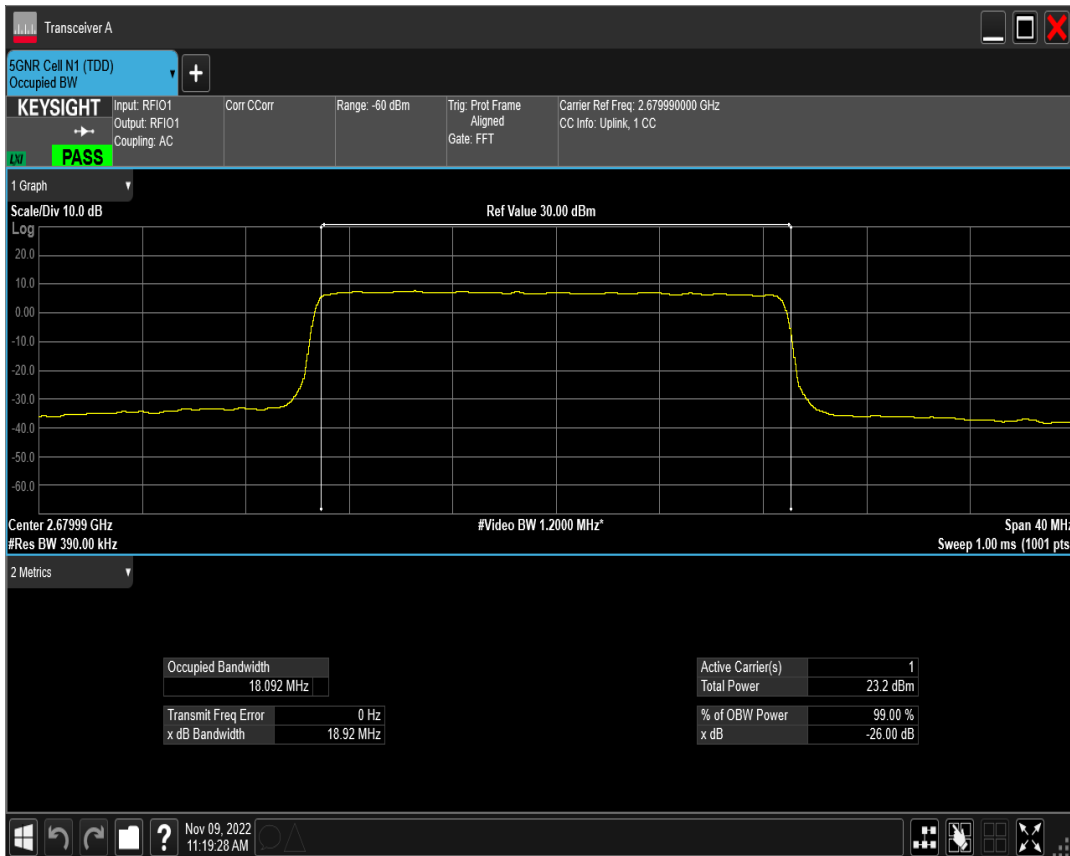 Transceiver A
5GNR Cell N1 (TDD)
Occupied BW
+
KEYSIGHT
LXI
PASS
Input: RFIO1
Output: RFIO1
Coupling: AC
Corr CCorr
Range: -60 dBm
Trig: Prot Frame
Aligned
Gate: FFT
Carrier Ref Freq: 2.679990000 GHz
CC Info: Uplink, 1 CC
1 Graph
Scale/Div 10.0 dB
Ref Value 30.00 dBm
Log
20.0
10.0
0.00
-10.0
-20.0
-30.0
-40.0
-50.0
-60.0
Center 2.67999 GHz
#Video BW 1.2000 MHz*
Span 40 MHz
#Res BW 390.00 kHz
Sweep 1.00 ms (1001 pts
2 Metrics
Occupied Bandwidth
18.092 MHz
Transmit Freq Error 0 Hz
x dB Bandwidth 18.92 MHz
Active Carrier(s) 1
Total Power 23.2 dBm
% of OBW Power 99.00 %
x dB -26.00 dB
?
Nov 09, 2022
11:19:28 AM